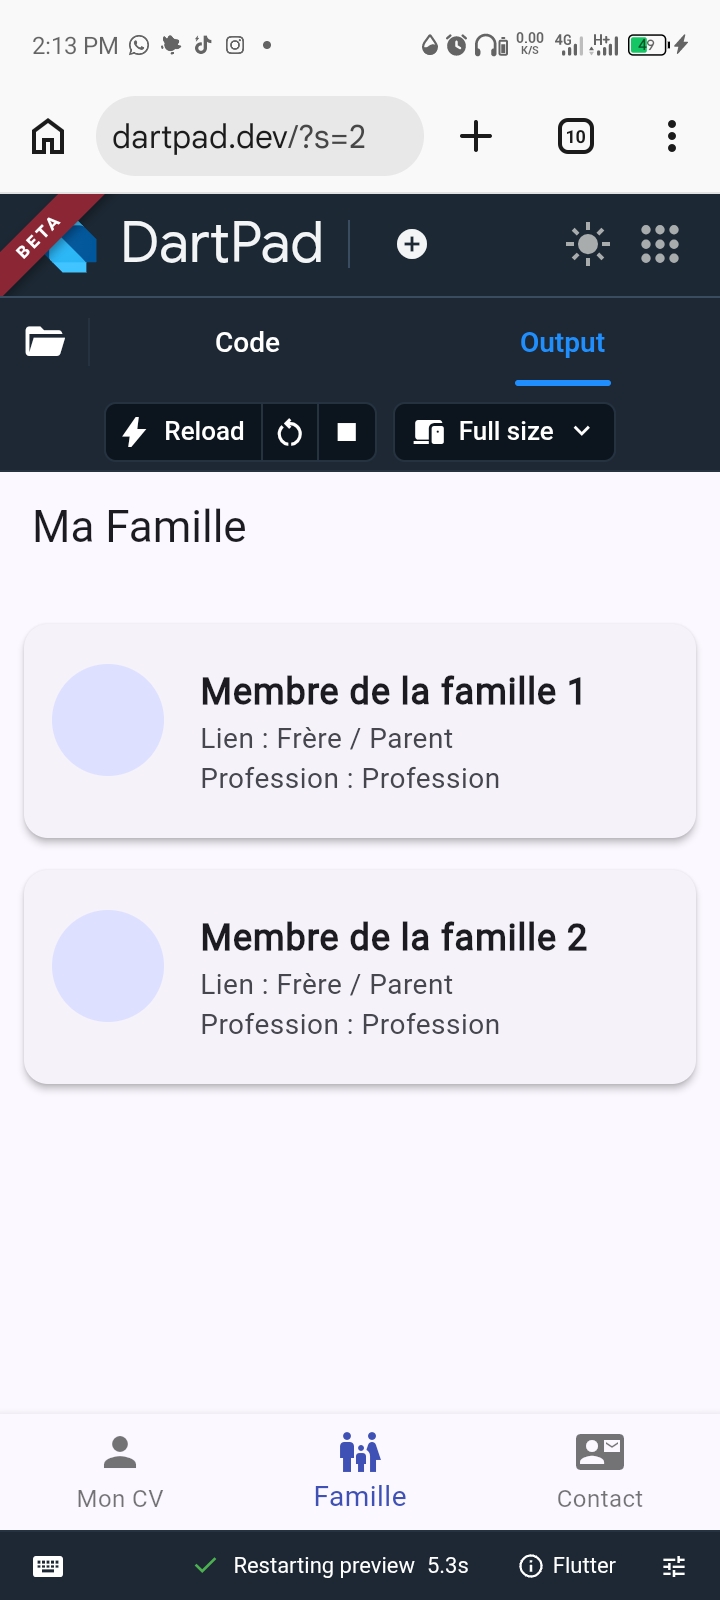 2:13 PM
0.00
K/S
4G
H+
49
dartpad.dev/?s=2
10
BETA
DartPad
Code
Output
Reload
Full size
Ma Famille
Membre de la famille 1
Lien : Frère / Parent
Profession : Profession
Membre de la famille 2
Lien : Frère / Parent
Profession : Profession
Mon CV
Famille
Contact
Restarting preview 5.3s
Flutter